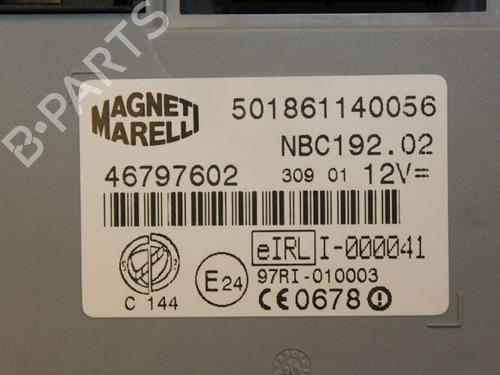 B-PARTS
MAGNETI
MARELLI
501861140056
NBC192.02
46797602
309 01 12V=
eIRL I-000041
97RI-010003
C 144
E24
CE0678